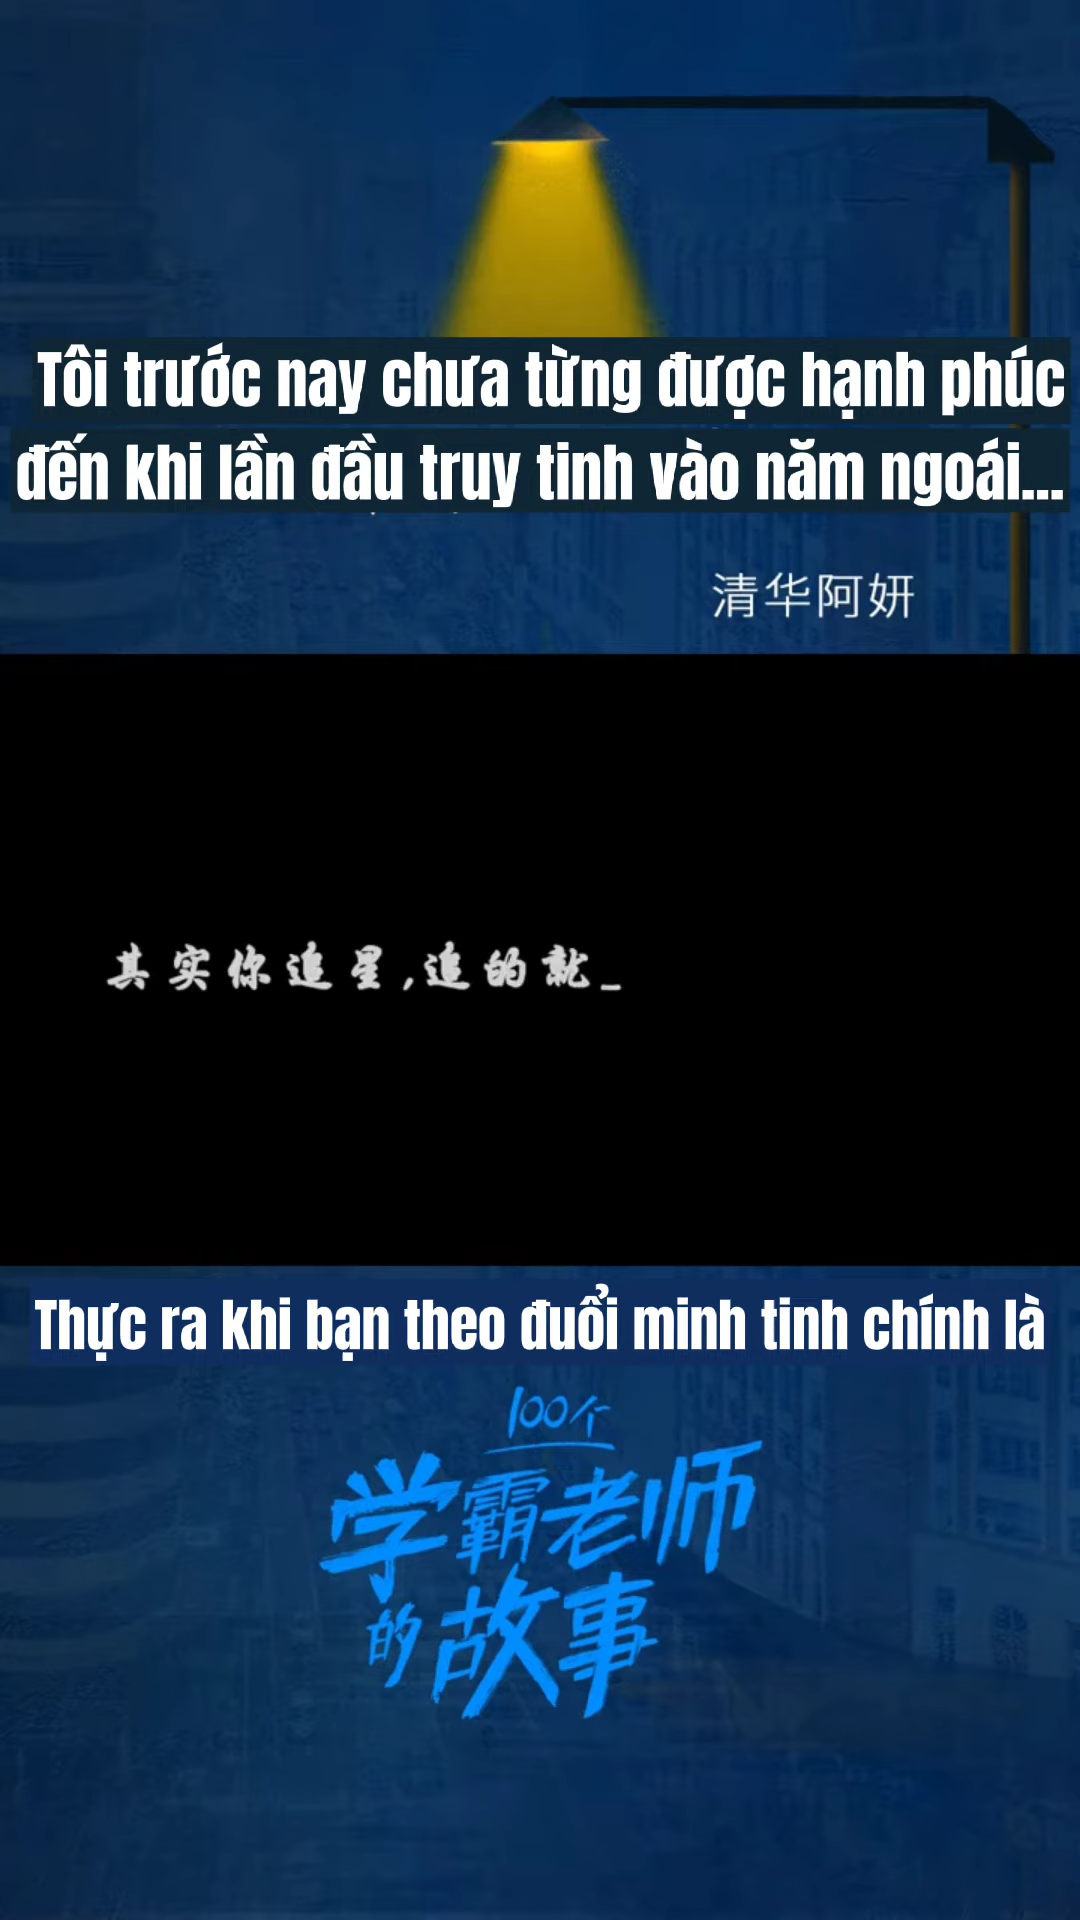 Tôi trước nay chưa từng được hạnh phúc
đến khi lần đầu truy tinh vào năm ngoái...
清华阿妍
其实你追星,追的就_
Thực ra khi bạn theo đuổi minh tinh chính là
100个
学霸老师
的故事